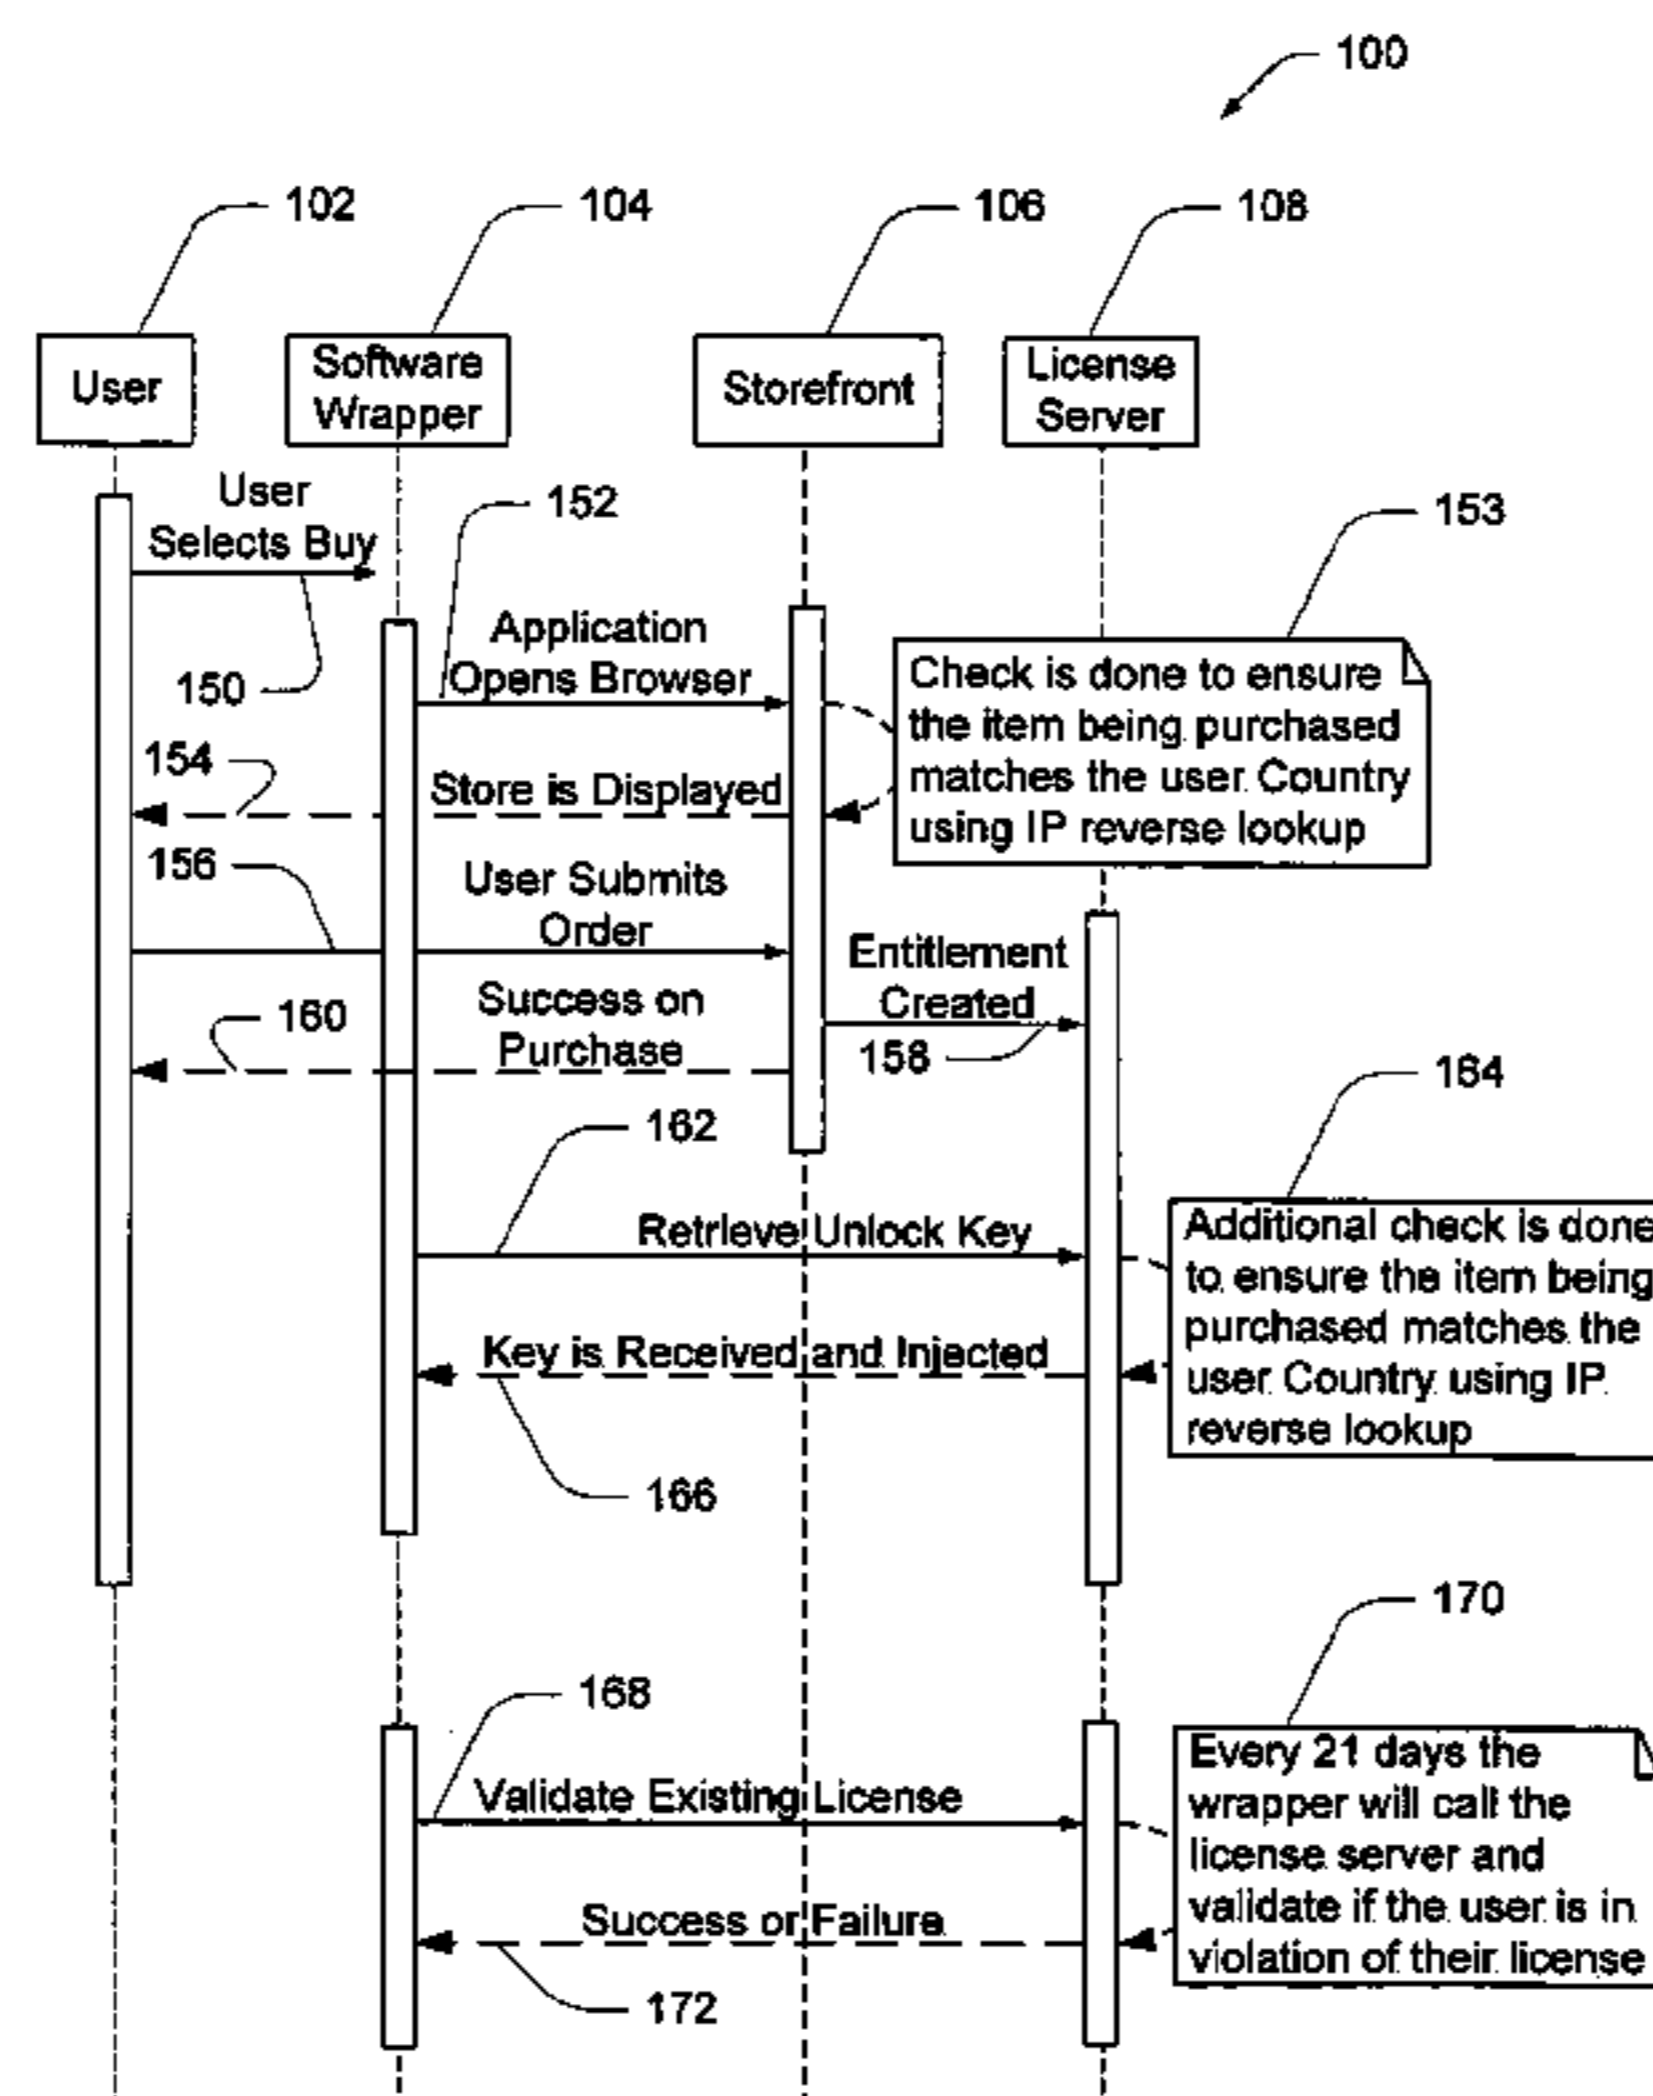 100
102
104
106
108
User
Software
Wrapper
Storefront
License
Server
User
Selects Buy
152
153
150
Application
Opens Browser
Check is done to ensure
the item being purchased
matches the user Country
using IP reverse lookup
154
Store is Displayed
156
User Submits
Order
Entitlement
Created
158
160
Success on
Purchase
162
164
Retrieve Unlock Key
Additional check is done
to ensure the item being
purchased matches the
user Country using IP
reverse lookup
Key is Received and Injected
166
168
170
Validate Existing License
Every 21 days the
wrapper will call the
license server and
validate if the user is in
violation of their license
Success or Failure
172